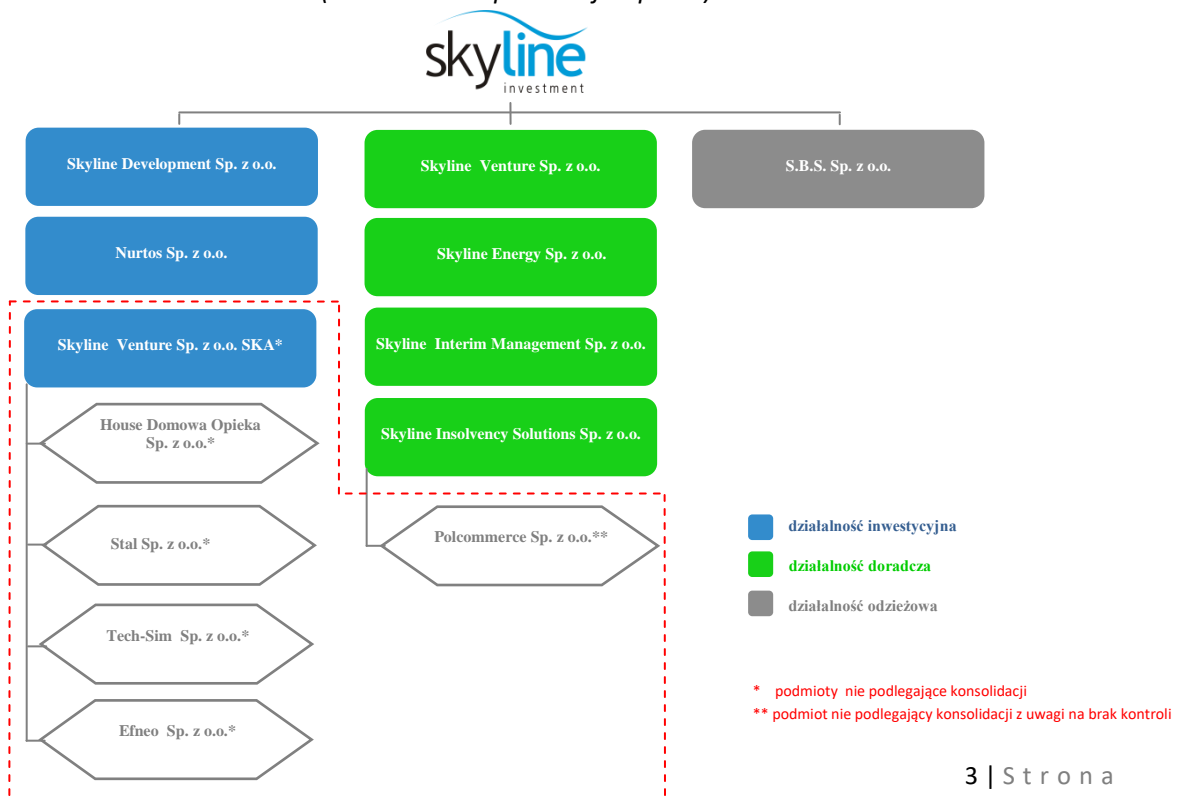 skyline
investment
Skyline Development Sp. z o.o.
Skyline Venture Sp. z o.o.
S.B.S. Sp. z o.o.
Nurtos Sp. z o.o.
Skyline Energy Sp. z o.o.
Skyline Venture Sp. z o.o. SKA*
Skyline Interim Management Sp. z o.o.
House Domowa Opieka
Sp. z o.o.*
Skyline Insolvency Solutions Sp. z o.o.
Stal Sp. z o.o.*
Polcommerce Sp. z o.o.**
Tech-Sim Sp. z o.o.*
Efneo Sp. z o.o.*
działalność inwestycyjna
działalność doradcza
działalność odzieżowa
* podmioty nie podlegające konsolidacji
** podmiot nie podlegający konsolidacji z uwagi na brak kontroli
3 | Strona